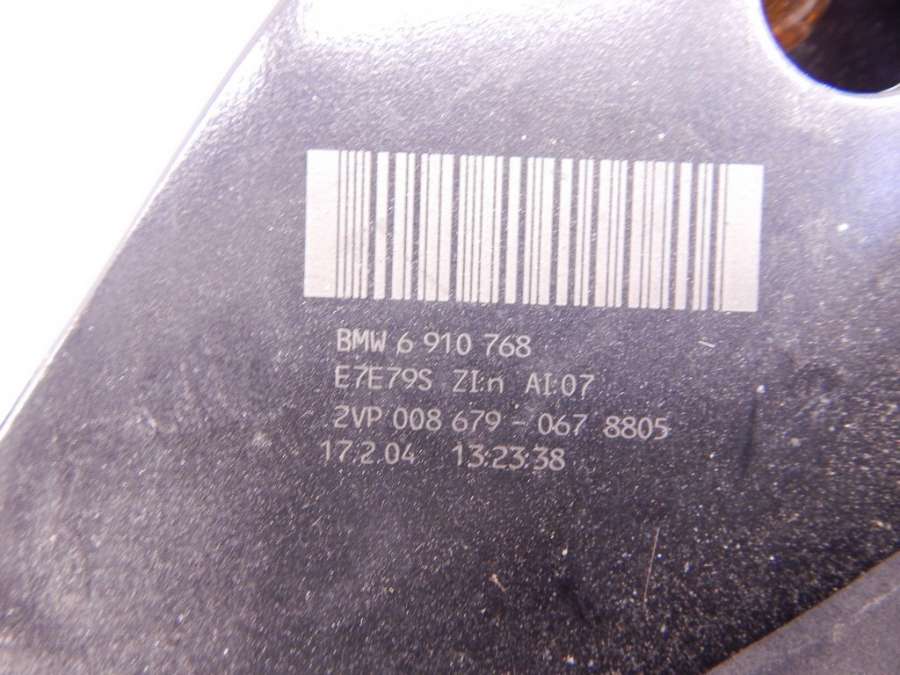 BMW 6 910 768
E7E79S ZI:n AI:07
2VP 008 679 - 067 8805
17.2.04 13:23:38